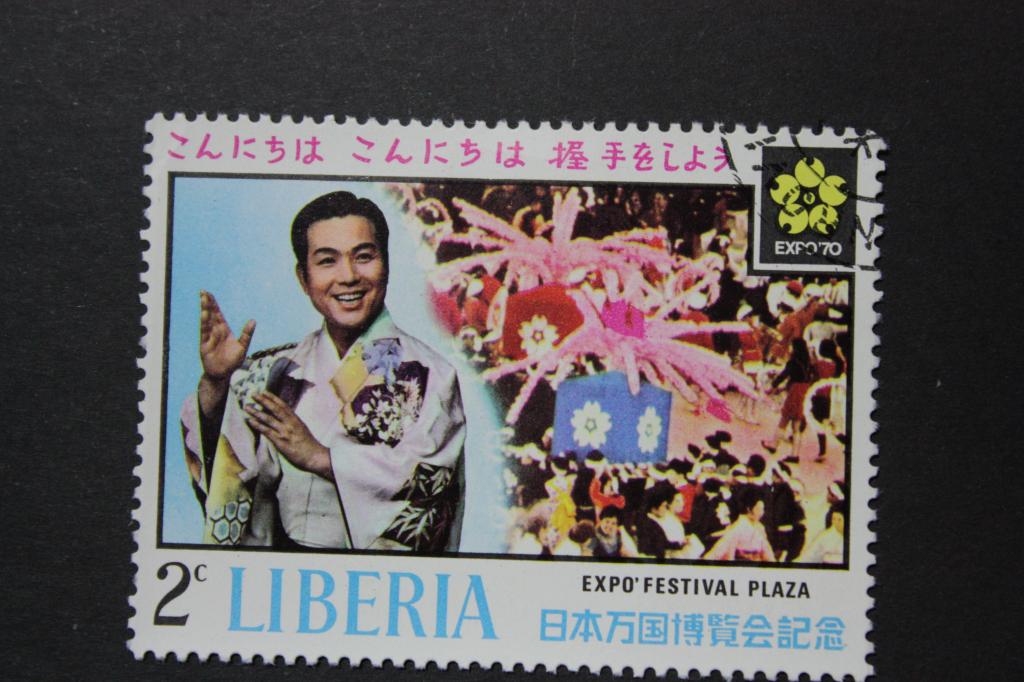 こんにちは こんにちは 握手をしよう
EXPO'70
2c LIBERIA
EXPO' FESTIVAL PLAZA
日本万国博覧会記念